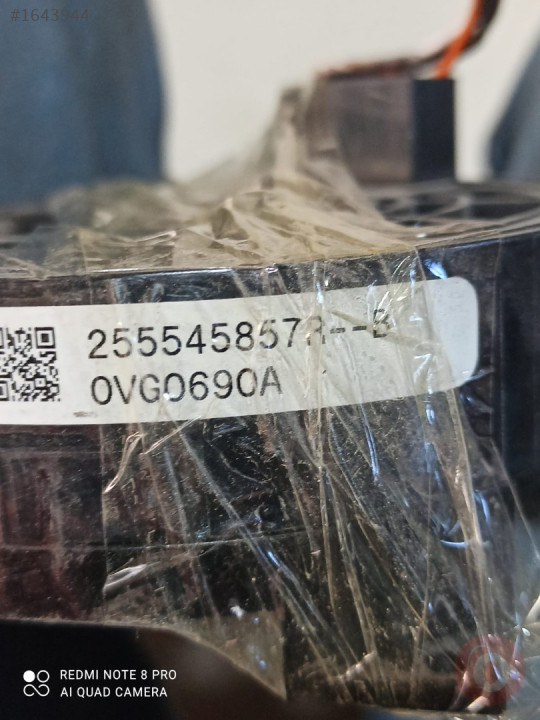 255545857R--B
0VG0690A
REDMI NOTE 8 PRO
AI QUAD CAMERA